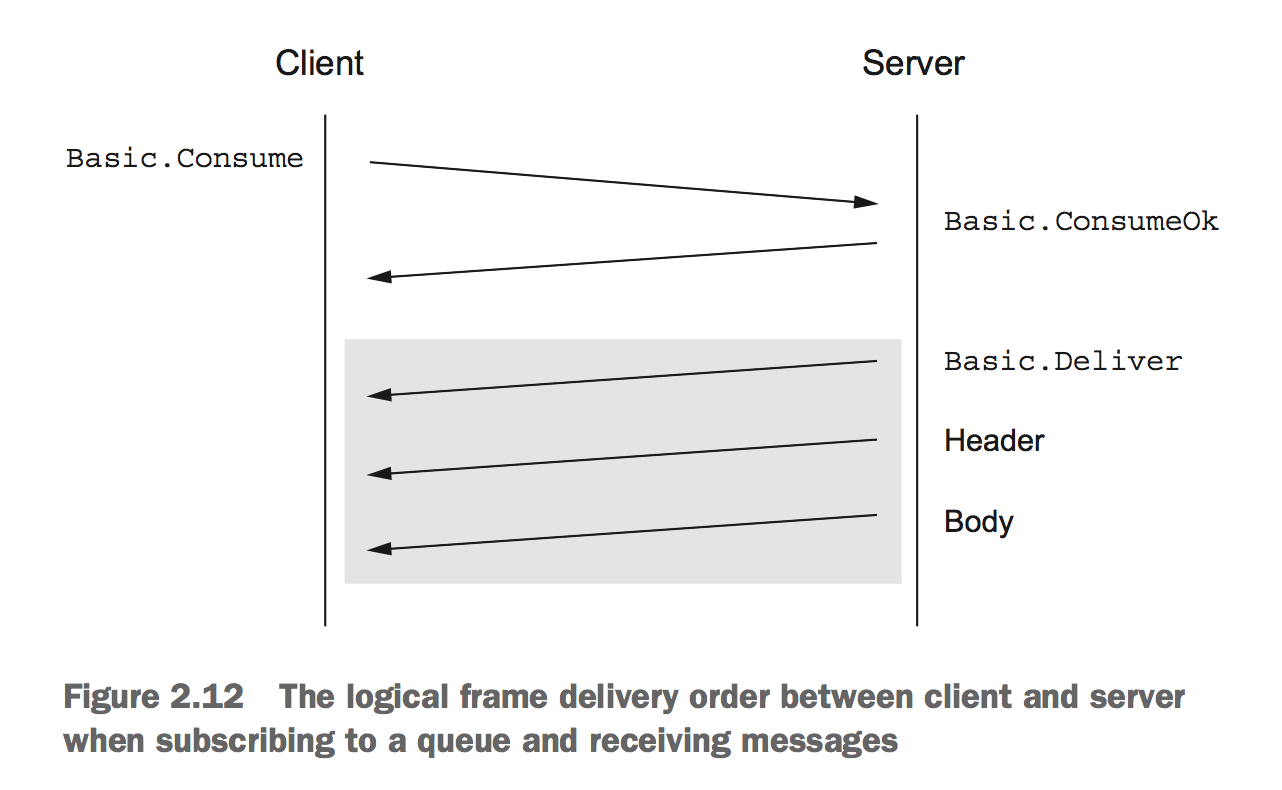 Client
Server
Basic.Consume
Basic.ConsumeOk
Basic.Deliver
Header
Body
Figure 2.12 The logical frame delivery order between client and server
when subscribing to a queue and receiving messages